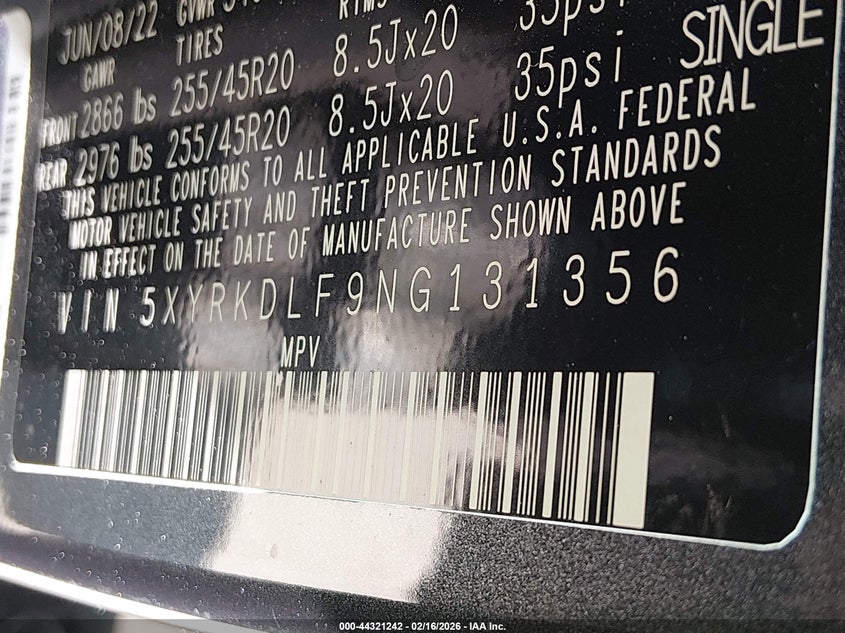 JUN/08/22 GVWR RIMS
GAWR TIRES
FRONT 2866 lbs 255/45R20 8.5Jx20 35psi SINGLE
REAR 2976 lbs 255/45R20 8.5Jx20 35psi
THIS VEHICLE CONFORMS TO ALL APPLICABLE U.S.A. FEDERAL
MOTOR VEHICLE SAFETY AND THEFT PREVENTION STANDARDS
IN EFFECT ON THE DATE OF MANUFACTURE SHOWN ABOVE
VIN 5XYRKDLF9NG131356
MPV
000-44321242 - 02/16/2026 - IAA Inc.